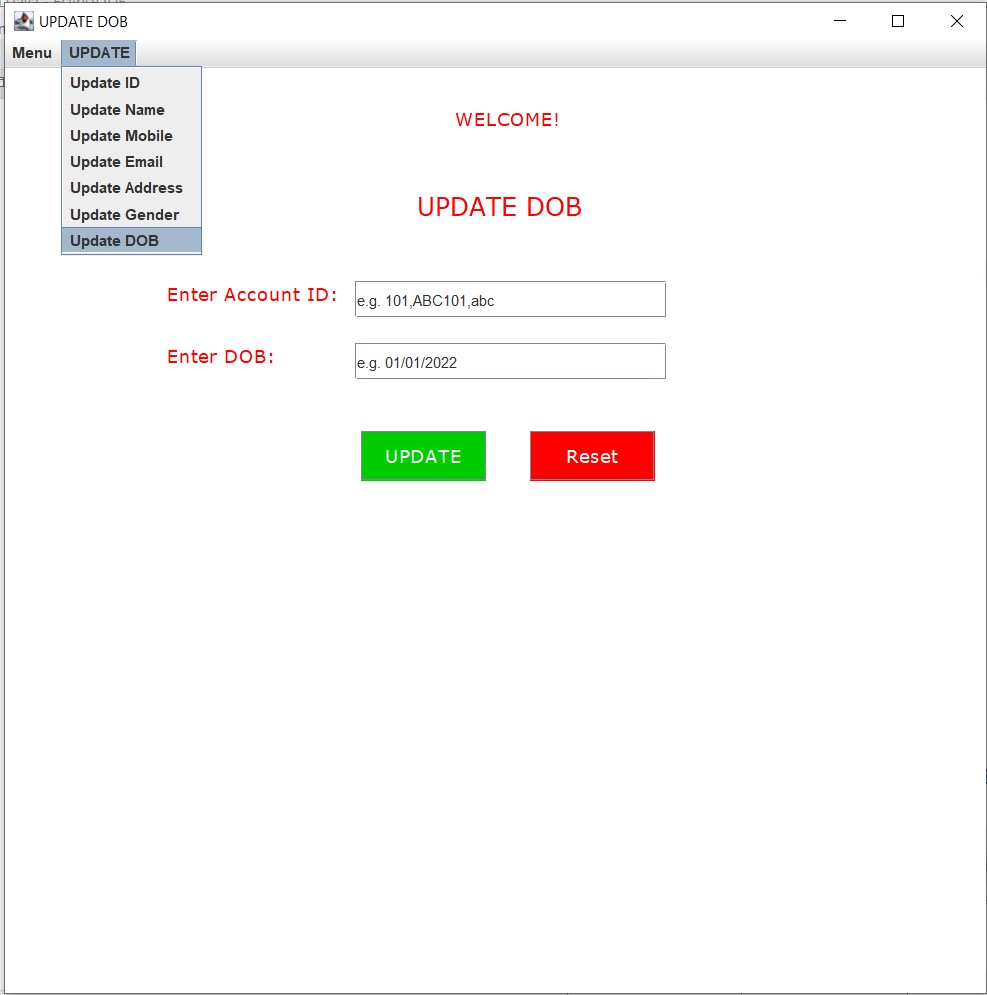 UPDATE DOB
Menu UPDATE
Update ID
Update Name
Update Mobile
Update Email
Update Address
Update Gender
Update DOB
WELCOME!
UPDATE DOB
Enter Account ID: e.g. 101,ABC101,abc
Enter DOB: e.g. 01/01/2022
UPDATE Reset